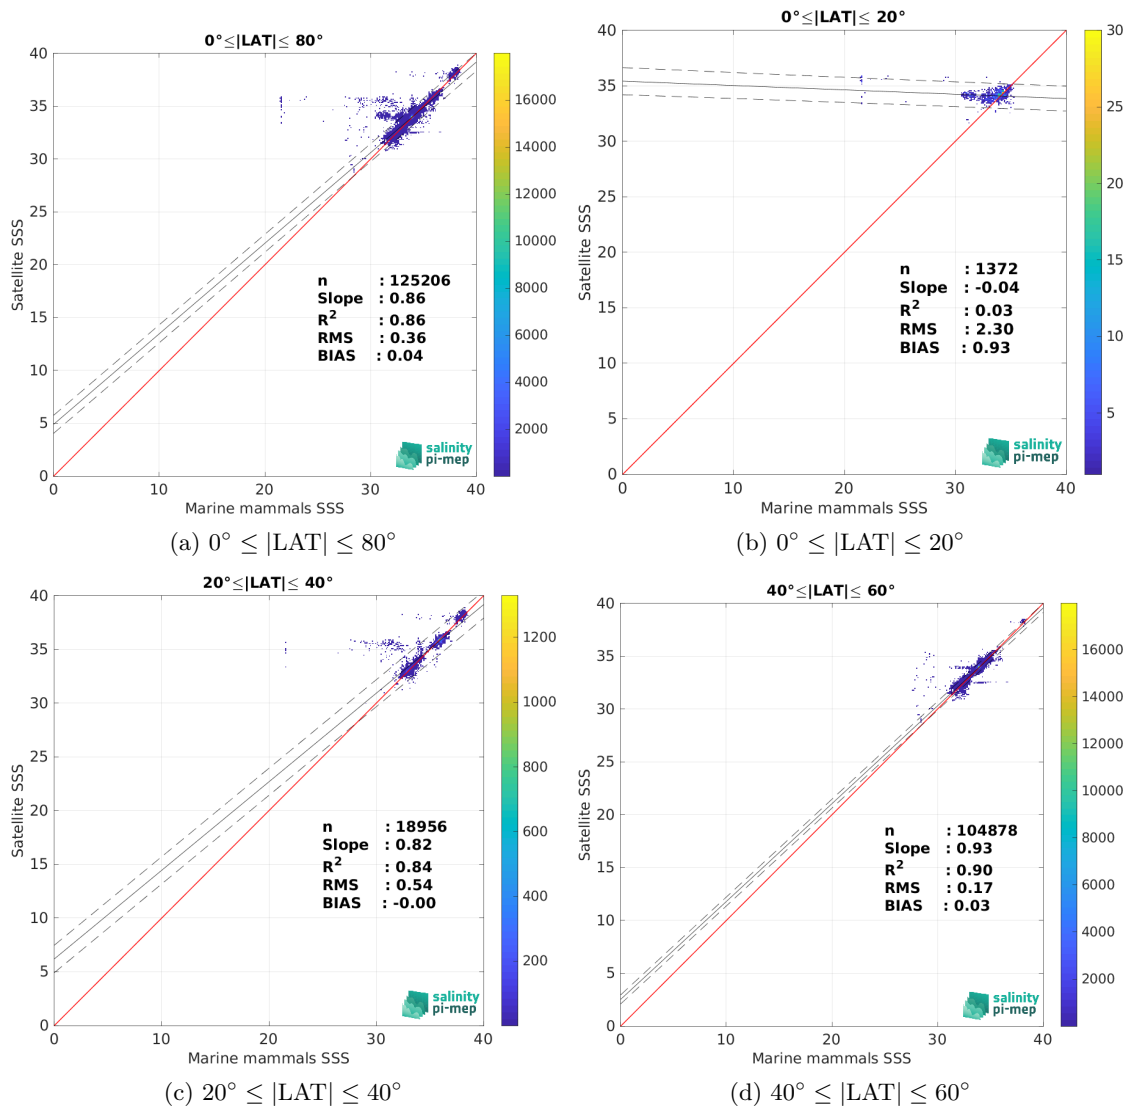 0°≤|LAT|≤ 80°
40
35
30
25
20
15
10
5
0
0
10
20
30
40
Satellite SSS
Marine mammals SSS
n : 125206
Slope : 0.86
R² : 0.86
RMS : 0.36
BIAS : 0.04
16000
14000
12000
10000
8000
6000
4000
2000
salinity
pi-mep
(a) 0° ≤ |LAT| ≤ 80°
0°≤|LAT|≤ 20°
40
35
30
25
20
15
10
5
0
0
10
20
30
40
Satellite SSS
Marine mammals SSS
n : 1372
Slope : -0.04
R² : 0.03
RMS : 2.30
BIAS : 0.93
30
25
20
15
10
5
salinity
pi-mep
(b) 0° ≤ |LAT| ≤ 20°
20°≤|LAT|≤ 40°
40
35
30
25
20
15
10
5
0
0
10
20
30
40
Satellite SSS
Marine mammals SSS
n : 18956
Slope : 0.82
R² : 0.84
RMS : 0.54
BIAS : -0.00
1200
1000
800
600
400
200
salinity
pi-mep
(c) 20° ≤ |LAT| ≤ 40°
40°≤|LAT|≤ 60°
40
35
30
25
20
15
10
5
0
0
10
20
30
40
Satellite SSS
Marine mammals SSS
n : 104878
Slope : 0.93
R² : 0.90
RMS : 0.17
BIAS : 0.03
16000
14000
12000
10000
8000
6000
4000
2000
salinity
pi-mep
(d) 40° ≤ |LAT| ≤ 60°